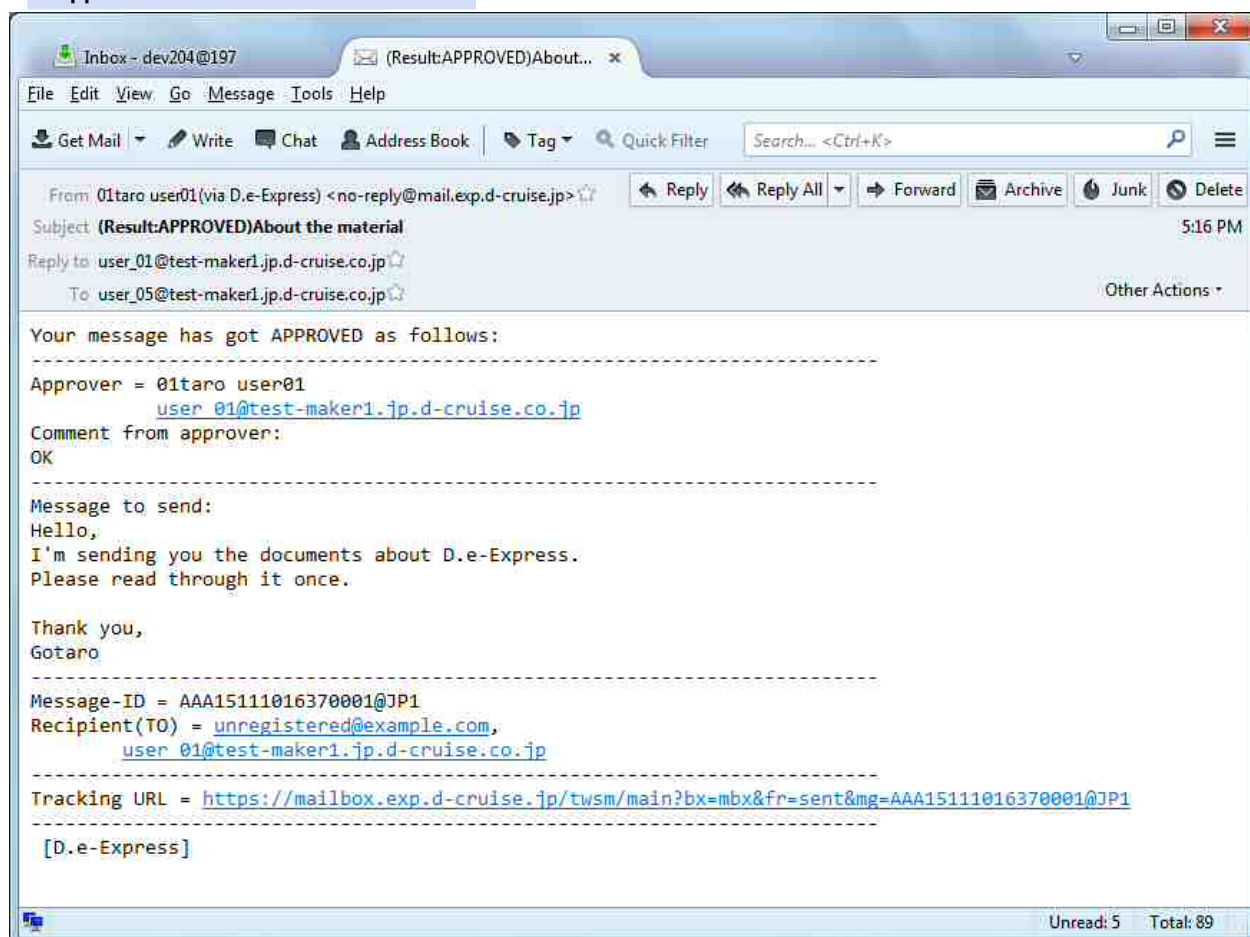 Inbox - dev204@197
(Result:APPROVED)About...
File Edit View Go Message Tools Help
Get Mail Write Chat Address Book Tag Quick Filter Search... <Ctrl+K>
From 01taro user01(via D.e-Express) <no-reply@mail.exp.d-cruise.jp> Reply Reply All Forward Archive Junk Delete
Subject (Result:APPROVED)About the material 5:16 PM
Reply to user_01@test-maker1.jp.d-cruise.co.jp
To user_05@test-maker1.jp.d-cruise.co.jp Other Actions
Your message has got APPROVED as follows:
--------------------------------------------------------------------------
Approver = 01taro user01
user_01@test-maker1.jp.d-cruise.co.jp
Comment from approver:
OK
--------------------------------------------------------------------------
Message to send:
Hello,
I'm sending you the documents about D.e-Express.
Please read through it once.
Thank you,
Gotaro
--------------------------------------------------------------------------
Message-ID = AAA15111016370001@JP1
Recipient(TO) = unregistered@example.com,
user_01@test-maker1.jp.d-cruise.co.jp
--------------------------------------------------------------------------
Tracking URL = https://mailbox.exp.d-cruise.jp/twsm/main?bx=mbx&fr=sent&mg=AAA15111016370001@JP1
--------------------------------------------------------------------------
[D.e-Express]
Unread: 5 Total: 89